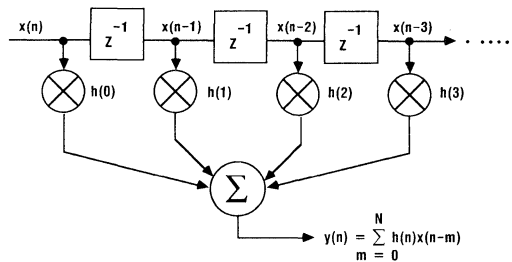 x(n) z⁻¹ x(n-1) z⁻¹ x(n-2) z⁻¹ x(n-3) · ····
h(0) h(1) h(2) h(3)
Σ
N
y(n) = Σ h(n)x(n-m)
m = 0